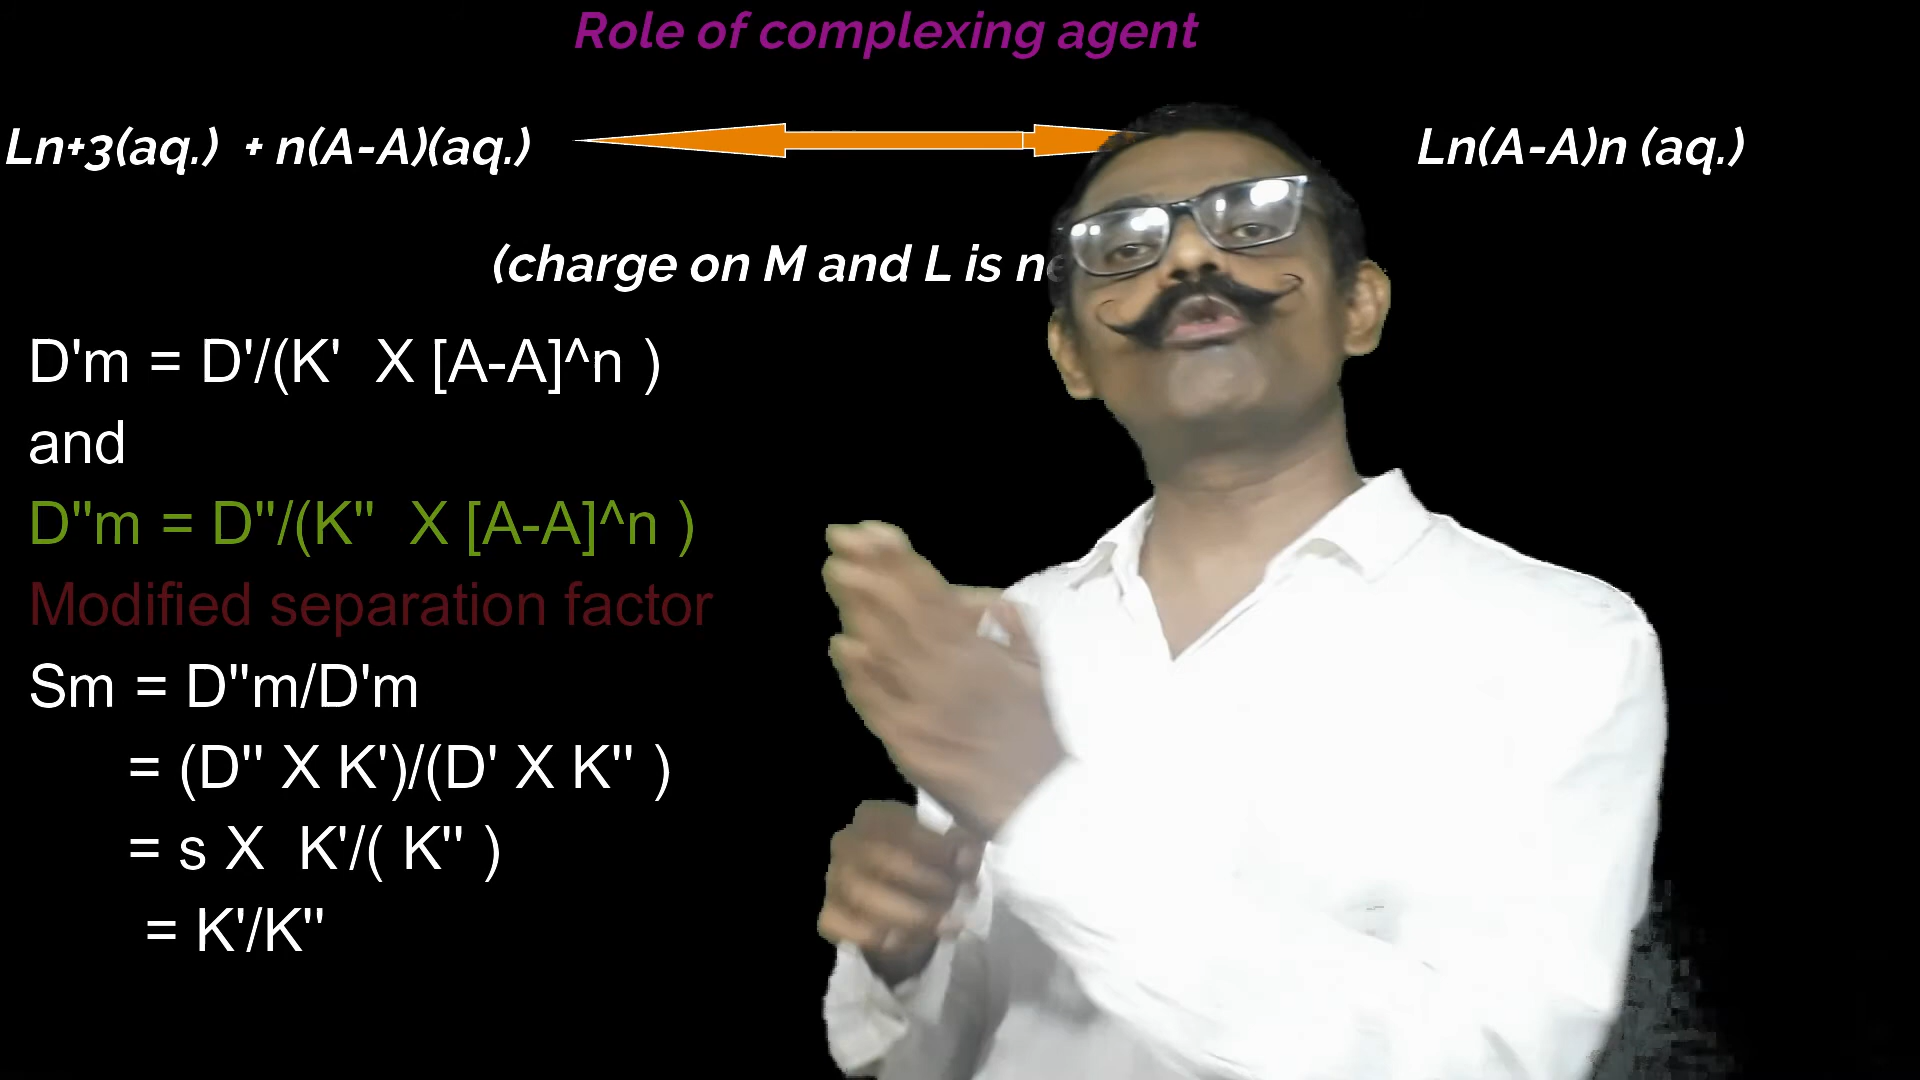 Role of complexing agent
Ln+3(aq.) + n(A-A)(aq.) Ln(A-A)n (aq.)
(charge on M and L is
D'm = D'/(K' X [A-A]^n )
and
D"m = D"/(K" X [A-A]^n )
Modified separation factor
Sm = D"m/D'm
= (D" X K')/(D' X K" )
= s X K'/( K" )
= K'/K"